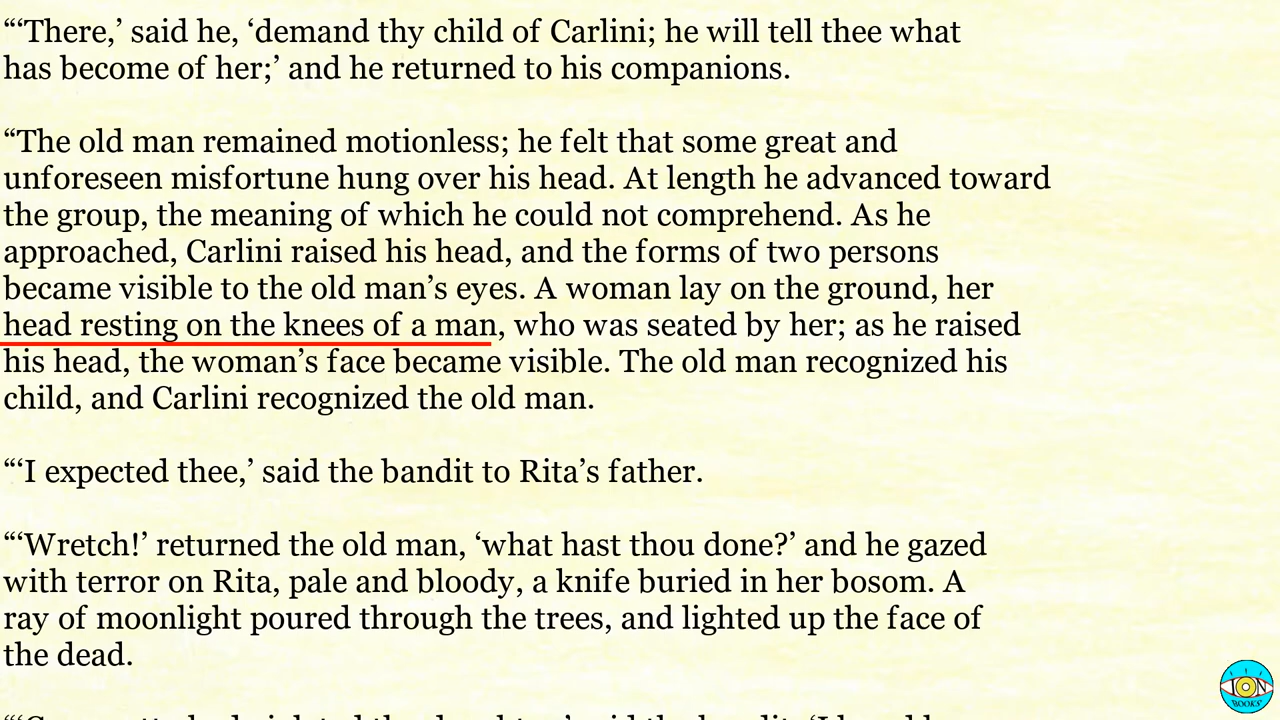 “‘There,’ said he, ‘demand thy child of Carlini; he will tell thee what
has become of her;’ and he returned to his companions.
“The old man remained motionless; he felt that some great and
unforeseen misfortune hung over his head. At length he advanced toward
the group, the meaning of which he could not comprehend. As he
approached, Carlini raised his head, and the forms of two persons
became visible to the old man’s eyes. A woman lay on the ground, her
head resting on the knees of a man, who was seated by her; as he raised
his head, the woman’s face became visible. The old man recognized his
child, and Carlini recognized the old man.
“‘I expected thee,’ said the bandit to Rita’s father.
“‘Wretch!’ returned the old man, ‘what hast thou done?’ and he gazed
with terror on Rita, pale and bloody, a knife buried in her bosom. A
ray of moonlight poured through the trees, and lighted up the face of
the dead.
ION
BOOKS